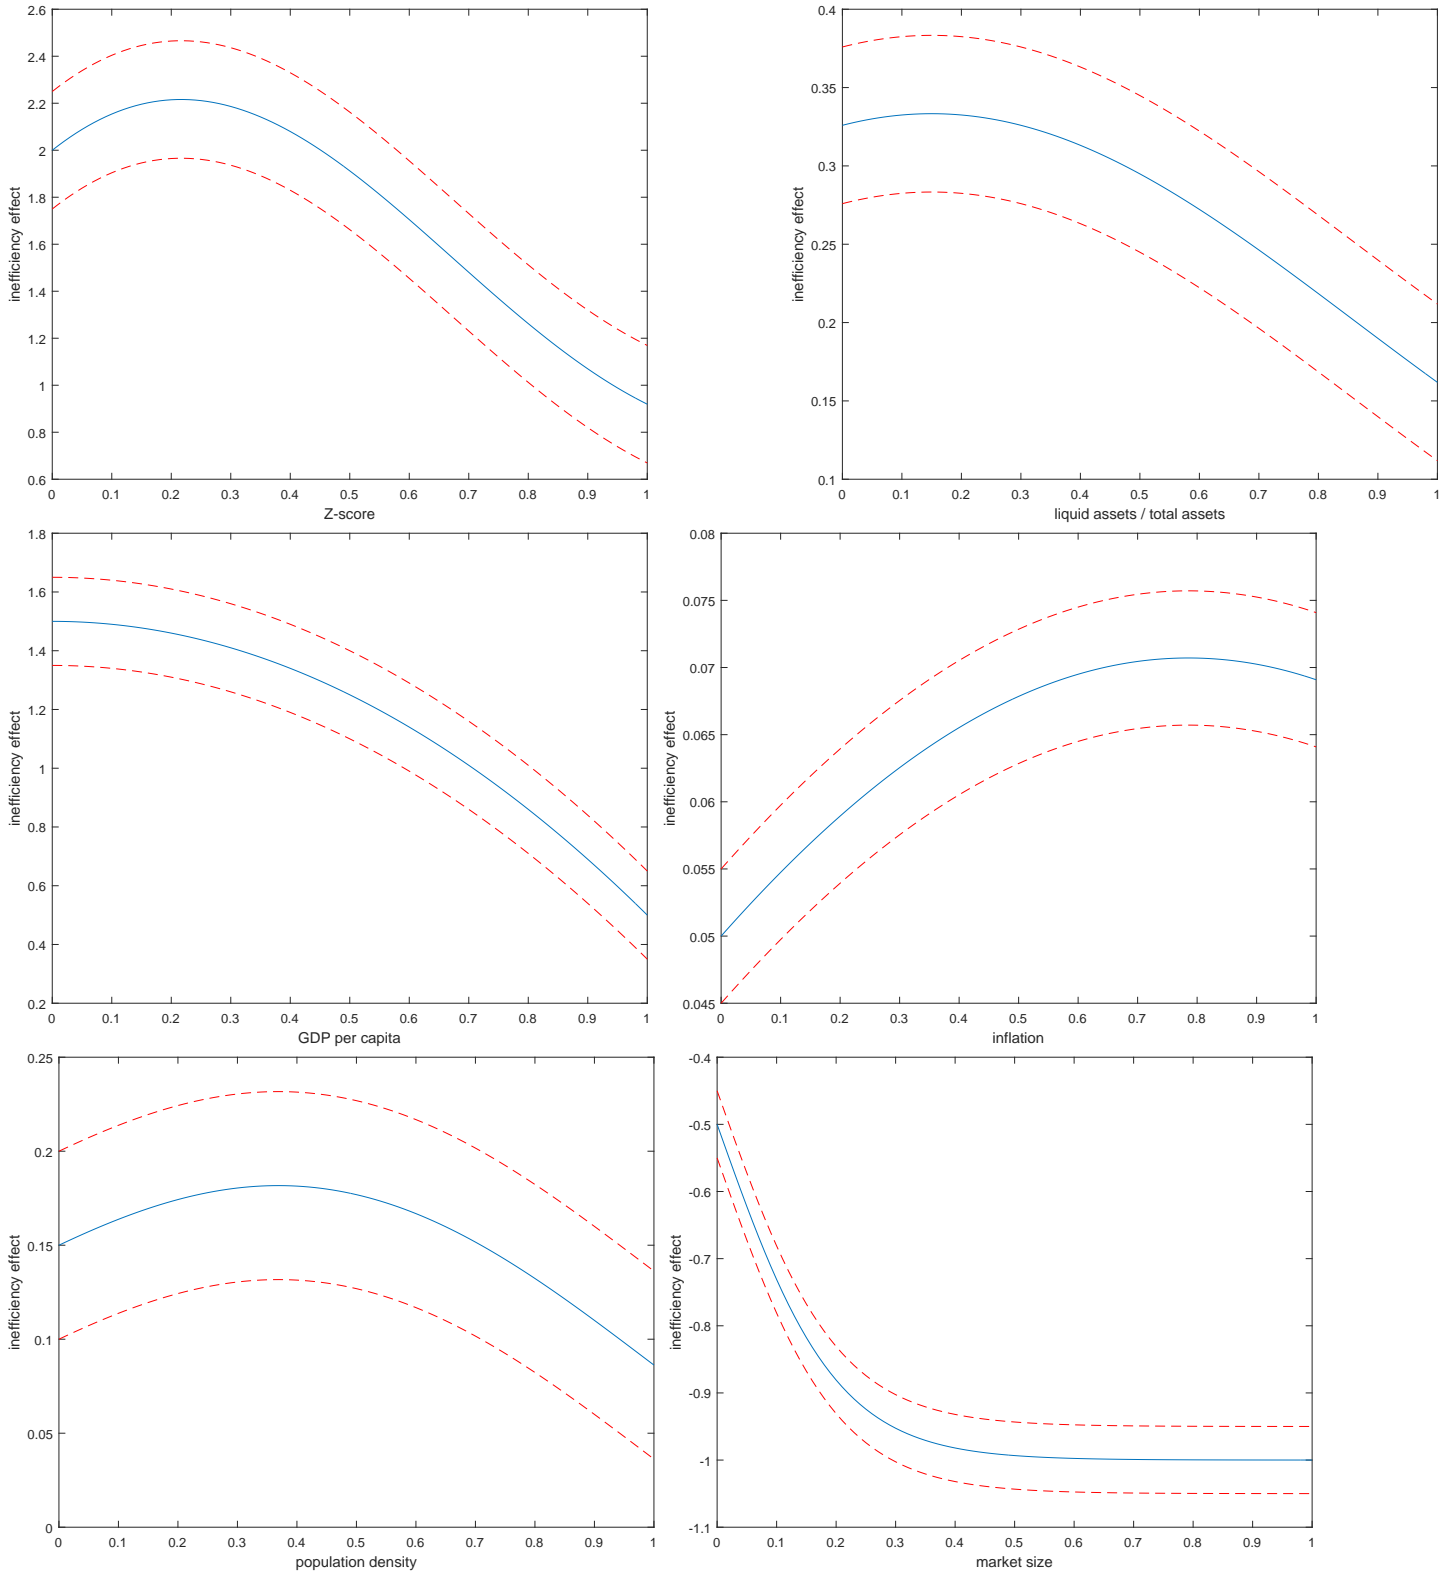 2.6
2.4
2.2
2
1.8
1.6
1.4
1.2
1
0.8
0.6
inefficiency effect
0 0.1 0.2 0.3 0.4 0.5 0.6 0.7 0.8 0.9 1
Z-score
0.4
0.35
0.3
0.25
0.2
0.15
0.1
inefficiency effect
0 0.1 0.2 0.3 0.4 0.5 0.6 0.7 0.8 0.9 1
liquid assets / total assets
1.8
1.6
1.4
1.2
1
0.8
0.6
0.4
0.2
inefficiency effect
0 0.1 0.2 0.3 0.4 0.5 0.6 0.7 0.8 0.9 1
GDP per capita
0.08
0.075
0.07
0.065
0.06
0.055
0.05
0.045
inefficiency effect
0 0.1 0.2 0.3 0.4 0.5 0.6 0.7 0.8 0.9 1
inflation
0.25
0.2
0.15
0.1
0.05
0
inefficiency effect
0 0.1 0.2 0.3 0.4 0.5 0.6 0.7 0.8 0.9 1
population density
-0.4
-0.5
-0.6
-0.7
-0.8
-0.9
-1
-1.1
inefficiency effect
0 0.1 0.2 0.3 0.4 0.5 0.6 0.7 0.8 0.9 1
market size